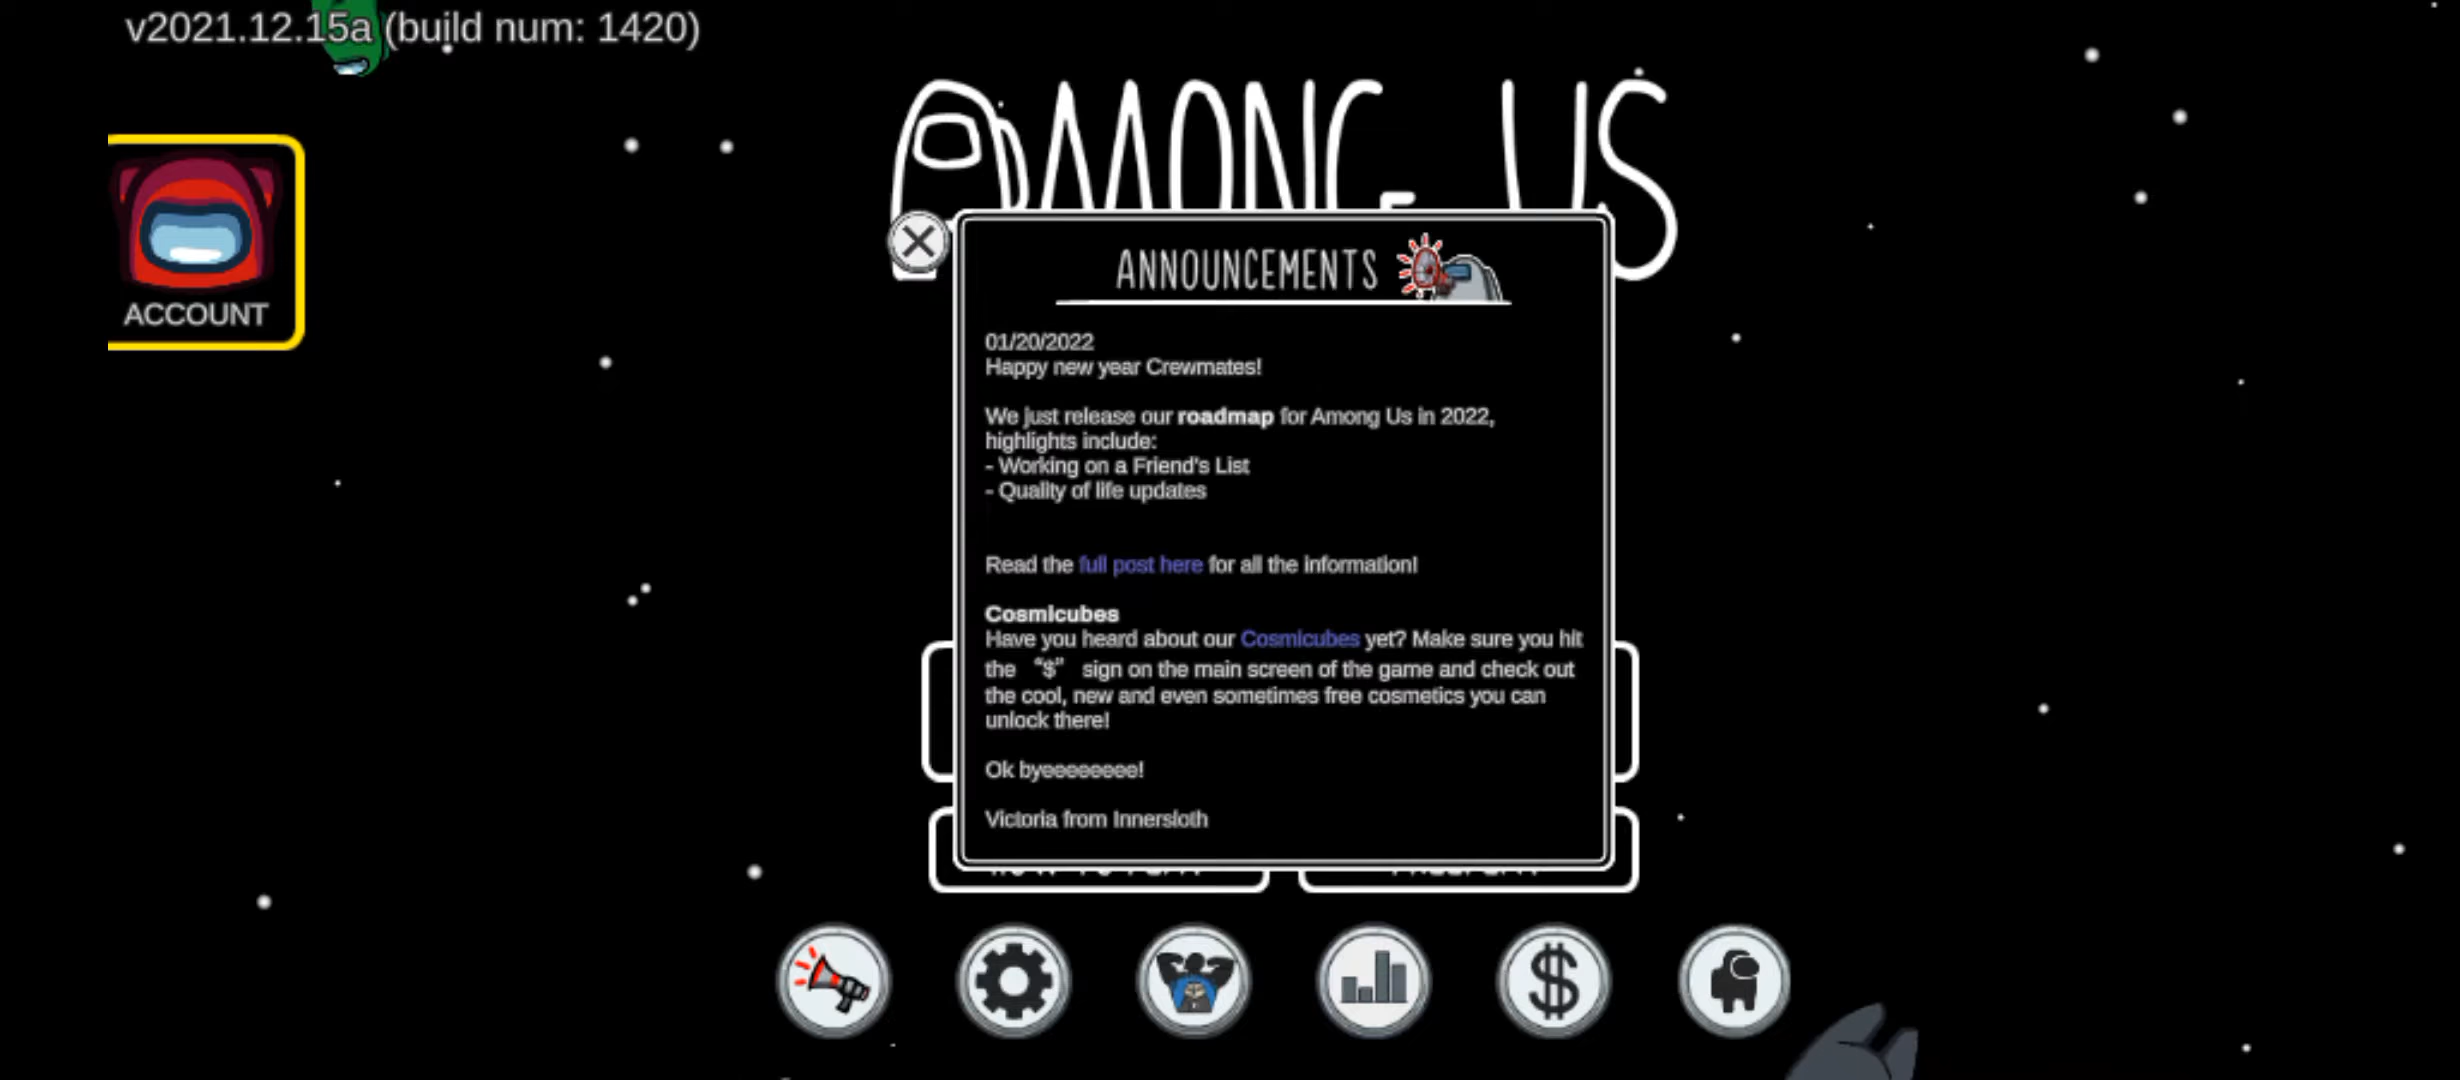 v2021.12.15a (build num: 1420)
AMONG US
ACCOUNT
ANNOUNCEMENTS
01/20/2022
Happy new year Crewmates!
We just release our roadmap for Among Us in 2022,
highlights include:
- Working on a Friend's List
- Quality of life updates
Read the full post here for all the information!
Cosmicubes
Have you heard about our Cosmicubes yet? Make sure you hit
the “$” sign on the main screen of the game and check out
the cool, new and even sometimes free cosmetics you can
unlock there!
Ok byeeeeeeeee!
Victoria from Innersloth
$